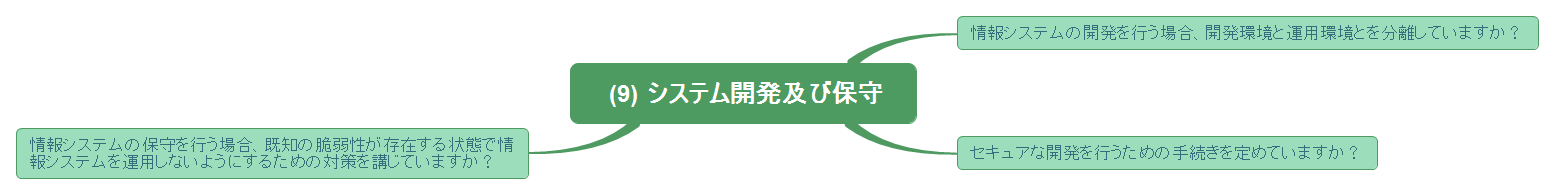 (9) システム開発及び保守
情報システムの開発を行う場合、開発環境と運用環境とを分離していますか？
セキュアな開発を行うための手続きを定めていますか？
情報システムの保守を行う場合、既知の脆弱性が存在する状態で情
報システムを運用しないようにするための対策を講じていますか？